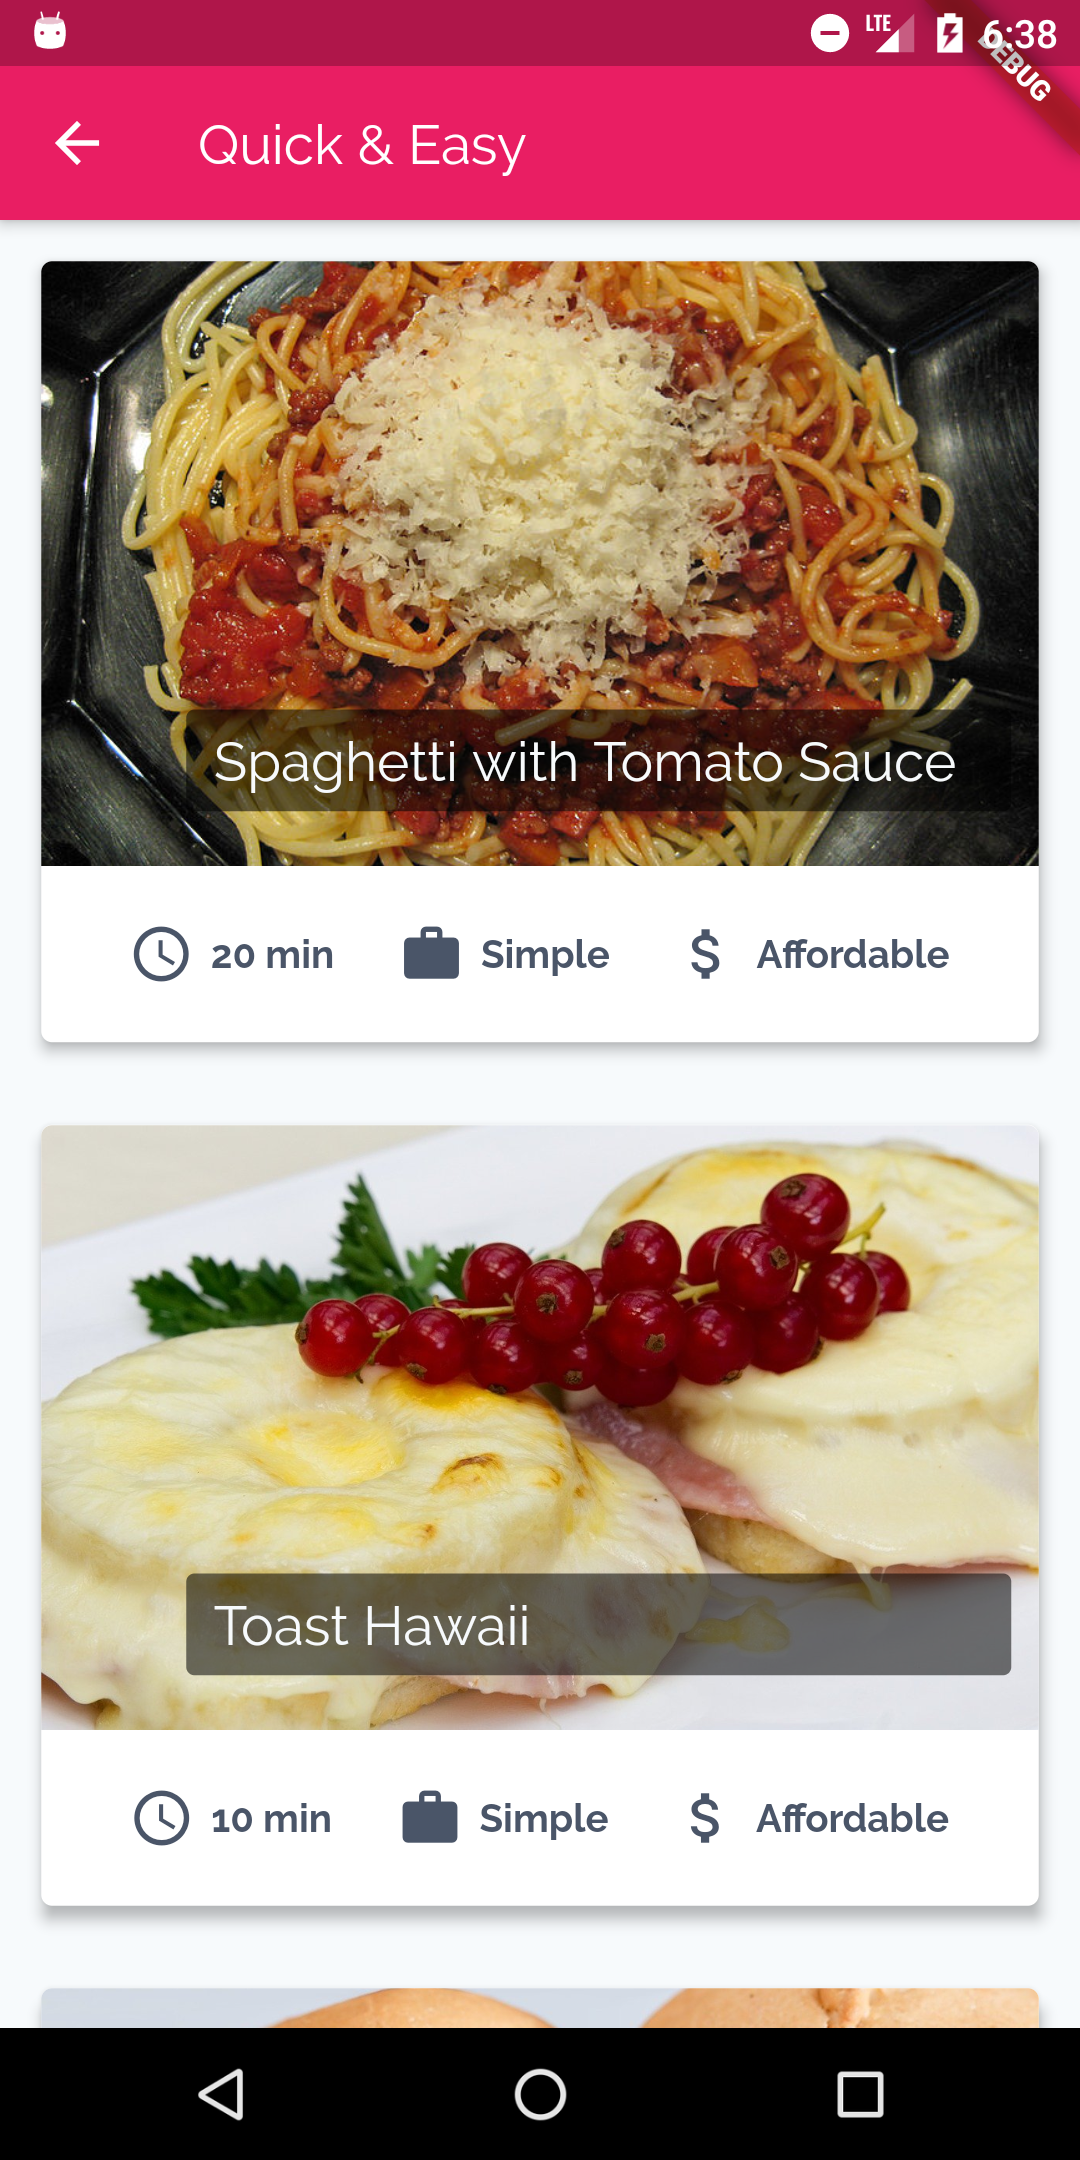 LTE 6:38
DEBUG
Quick & Easy
Spaghetti with Tomato Sauce
20 min Simple $ Affordable
Toast Hawaii
10 min Simple $ Affordable